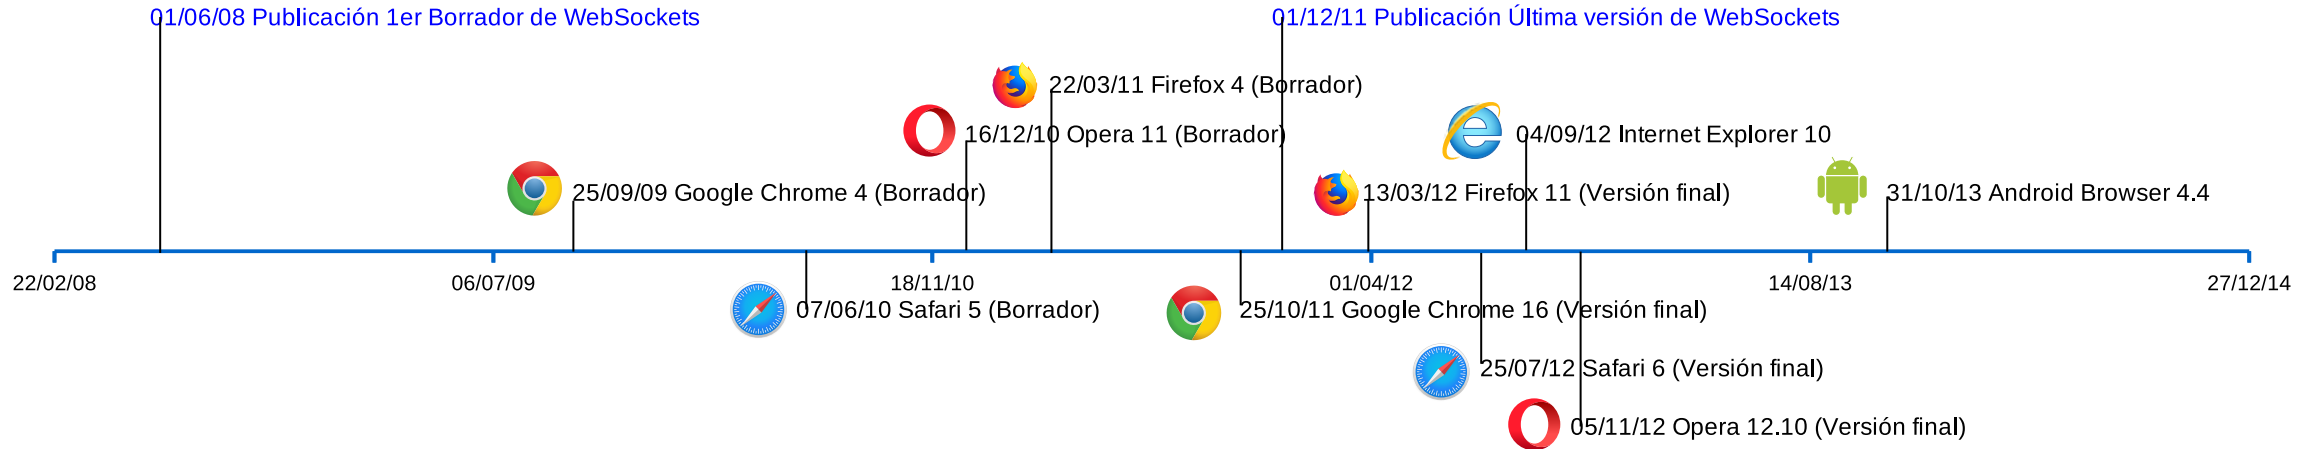 01/06/08 Publicación 1er Borrador de WebSockets
01/12/11 Publicación Última versión de WebSockets
22/03/11 Firefox 4 (Borrador)
16/12/10 Opera 11 (Borrador)
04/09/12 Internet Explorer 10
25/09/09 Google Chrome 4 (Borrador)
13/03/12 Firefox 11 (Versión final)
31/10/13 Android Browser 4.4
22/02/08
06/07/09
18/11/10
01/04/12
14/08/13
27/12/14
07/06/10 Safari 5 (Borrador)
25/10/11 Google Chrome 16 (Versión final)
25/07/12 Safari 6 (Versión final)
05/11/12 Opera 12.10 (Versión final)